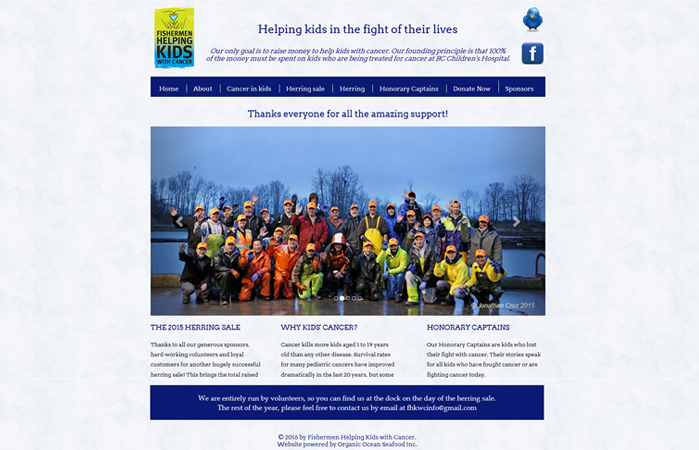 FISHERMEN
HELPING
KIDS
WITH CANCER
Helping kids in the fight of their lives
Our only goal is to raise money to help kids with cancer. Our founding principle is that 100%
of the money must be spent on kids who are being treated for cancer at BC Children's Hospital.
f
Home | About | Cancer in kids | Herring sale | Herring | Honorary Captains | Donate Now | Sponsors
Thanks everyone for all the amazing support!
© Jonathan Cruz 2015
THE 2015 HERRING SALE
Thanks to all our generous sponsors,
hard-working volunteers and loyal
customers for another hugely successful
herring sale! This brings the total raised
WHY KIDS' CANCER?
Cancer kills more kids aged 1 to 19 years
old than any other disease. Survival rates
for many pediatric cancers have improved
dramatically in the last 20 years, but some
HONORARY CAPTAINS
Our Honorary Captains are kids who lost
their fight with cancer. Their stories speak
for all kids who have fought cancer or are
fighting cancer today.
We are entirely run by volunteers, so you can find us at the dock on the day of the herring sale.
The rest of the year, please feel free to contact us by email at fhkwcinfo@gmail.com
© 2016 by Fishermen Helping Kids with Cancer.
Website powered by Organic Ocean Seafood Inc.